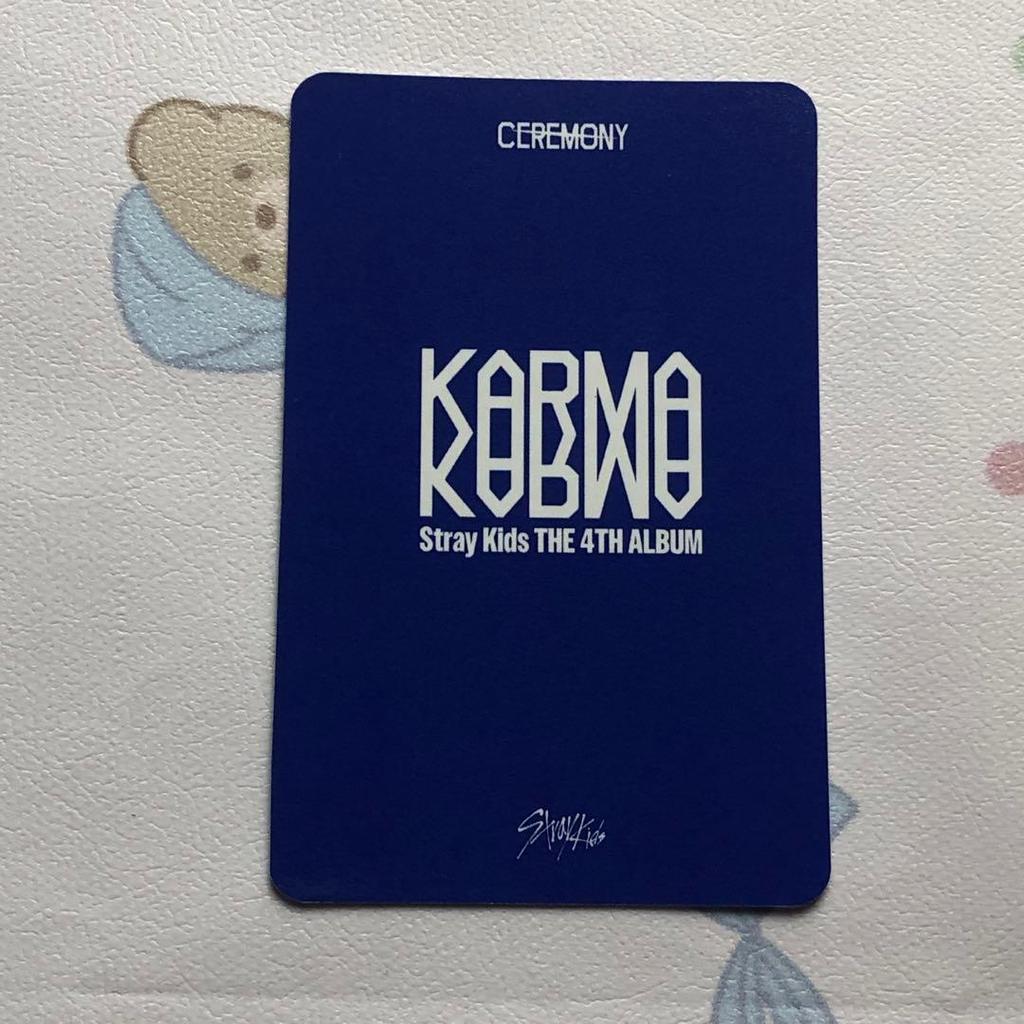 CEREMONY
KARMA
Stray Kids THE 4TH ALBUM
Stray Kids